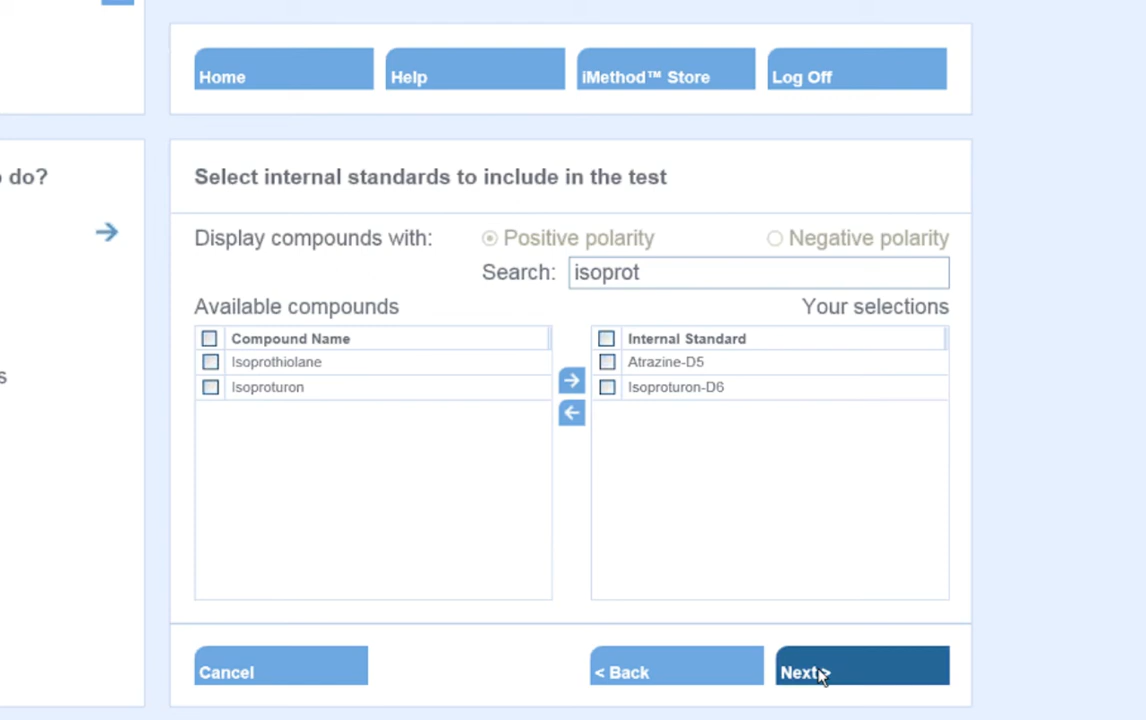 Home
Help
iMethod™ Store
Log Off
do?
Select internal standards to include in the test
Display compounds with:
Positive polarity
Negative polarity
Search: isoprot
Available compounds
Your selections
Compound Name
Isoprothiolane
Isoproturon
Internal Standard
Atrazine-D5
Isoproturon-D6
s
Cancel
< Back
Next >